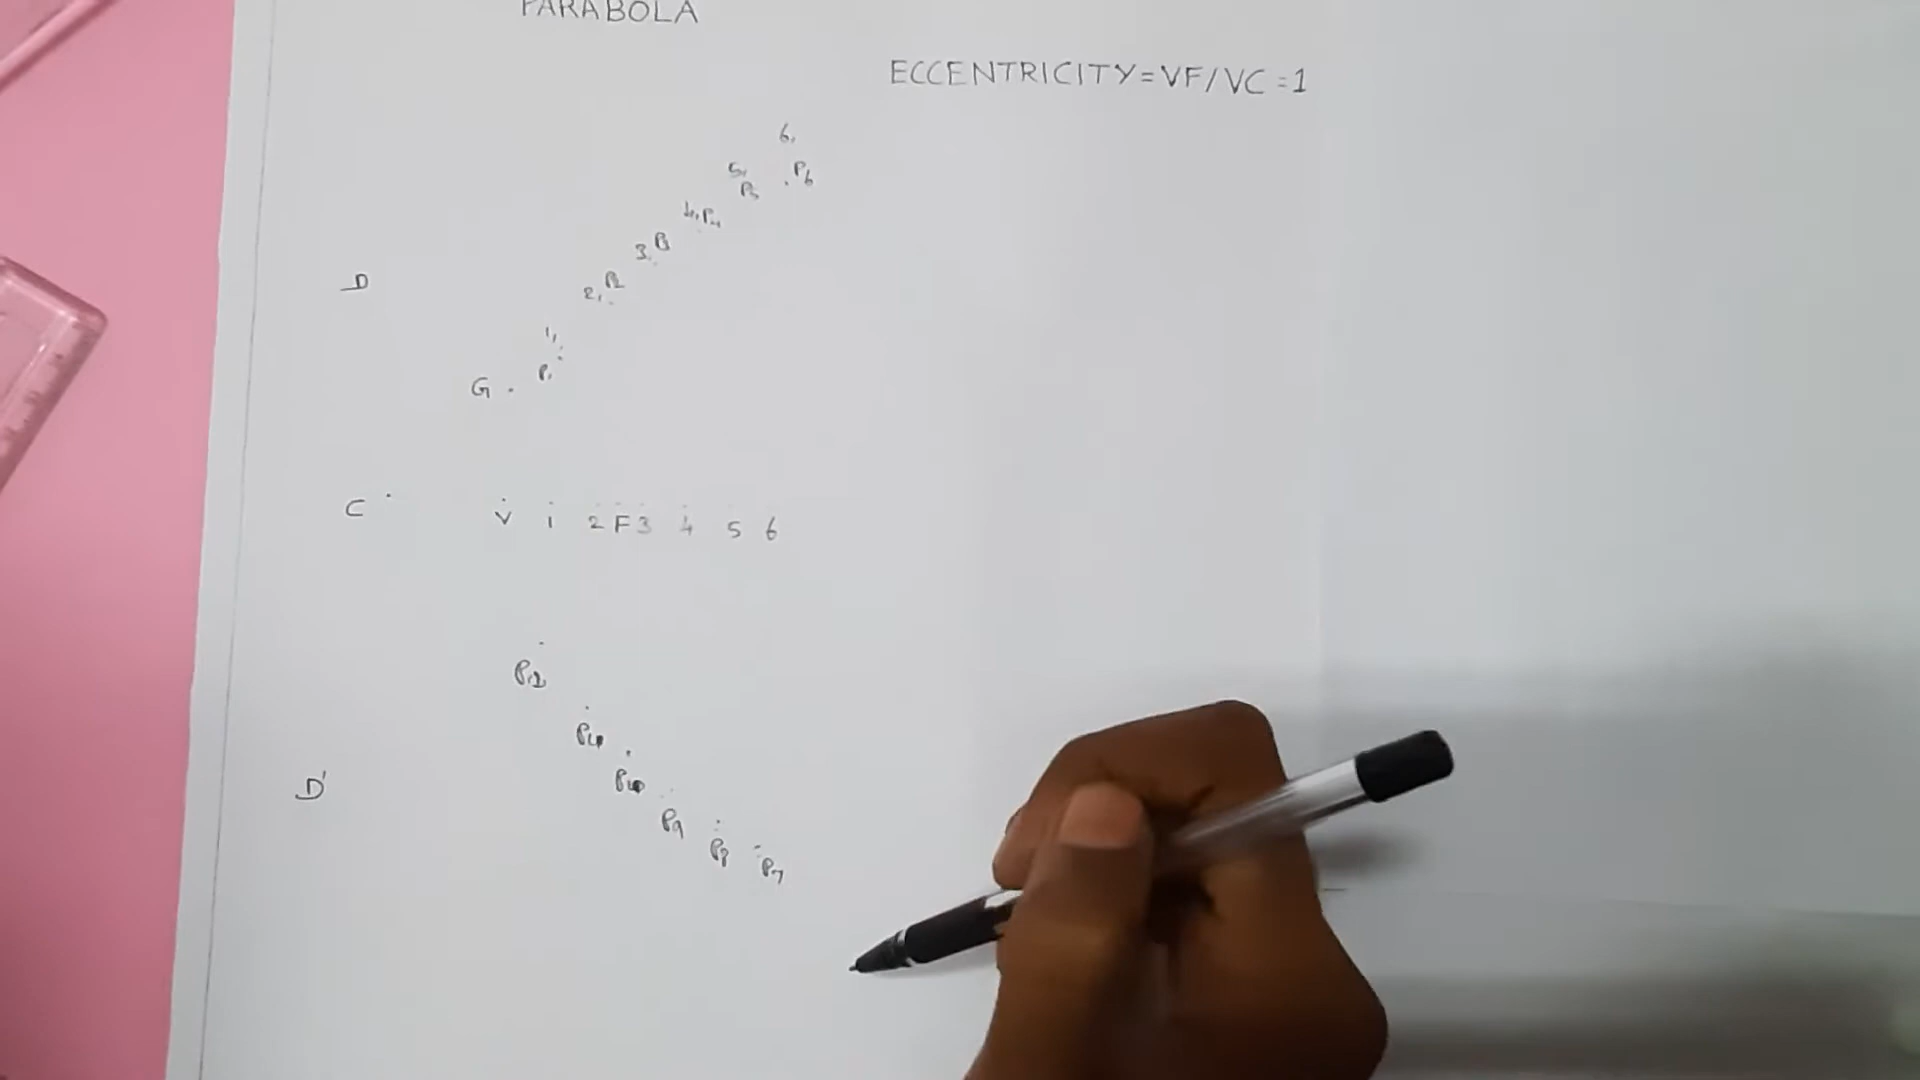 PARABOLA
ECCENTRICITY=VF/VC=1
6,
5, P6
P5
4, P4
3, P3
D 2, P2
1,
G P1
C V 1 2 F 3 4 5 6
P12
P11
D' P10
P9
P8 P7